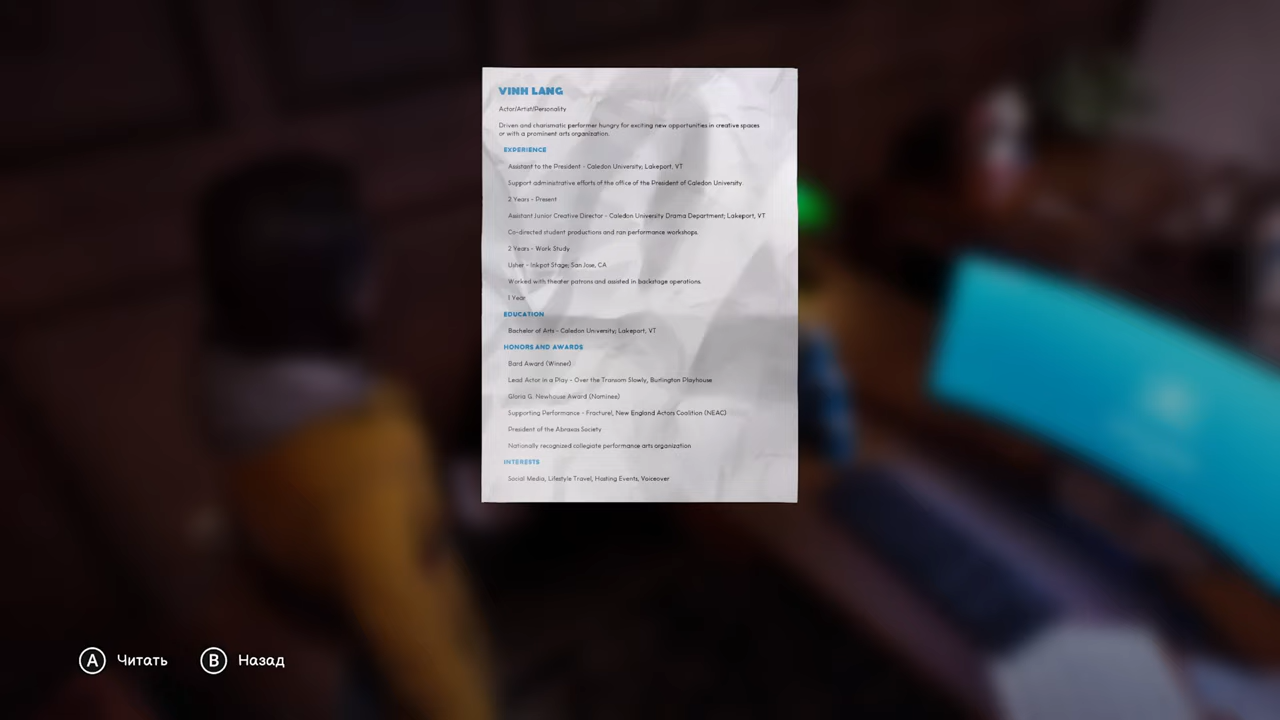 VINH LANG
Actor/Artist/Personality
Driven and charismatic performer hungry for exciting new opportunities in creative spaces
or with a prominent arts organization.
EXPERIENCE
Assistant to the President - Caledon University; Lakeport, VT
Support administrative efforts of the office of the President of Caledon University.
2 Years - Present
Assistant Junior Creative Director - Caledon University Drama Department; Lakeport, VT
Co-directed student productions and ran performance workshops.
2 Years - Work Study
Usher - Inkpot Stage; San Jose, CA
Worked with theater patrons and assisted in backstage operations.
1 Year
EDUCATION
Bachelor of Arts - Caledon University; Lakeport, VT
HONORS AND AWARDS
Bard Award (Winner)
Lead Actor in a Play - Over the Transom Slowly, Burlington Playhouse
Gloria G. Newhouse Award (Nominee)
Supporting Performance - Fracture!, New England Actors Coalition (NEAC)
President of the Abraxas Society
Nationally recognized collegiate performance arts organization
INTERESTS
Social Media, Lifestyle Travel, Hosting Events, Voiceover
A Читать B Назад